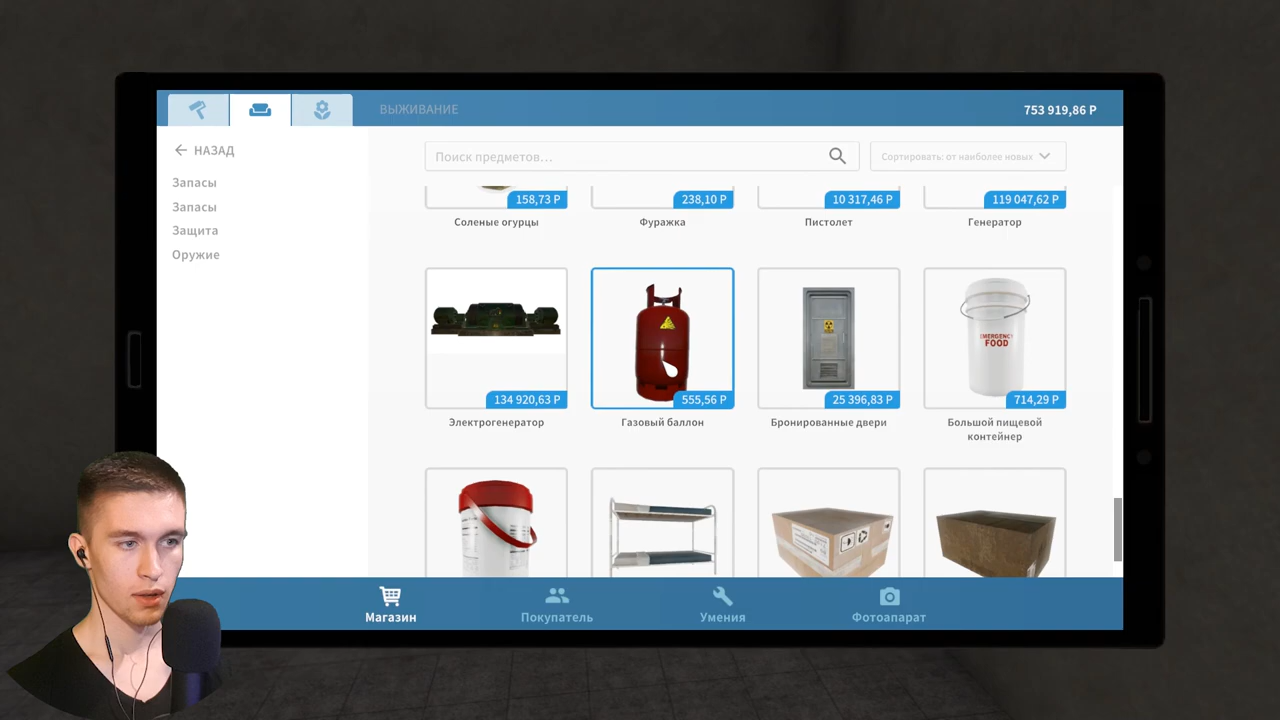 ВЫЖИВАНИЕ
753 919,86 Р
НАЗАД
Запасы
Запасы
Защита
Оружие
Поиск предметов...
Сортировать: от наиболее новых
158,73 Р
238,10 Р
10 317,46 Р
119 047,62 Р
Соленые огурцы
Фуражка
Пистолет
Генератор
EMERGENCY
FOOD
134 920,63 Р
555,56 Р
25 396,83 Р
714,29 Р
Электрогенератор
Газовый баллон
Бронированные двери
Большой пищевой
контейнер
Магазин
Покупатель
Умения
Фотоапарат